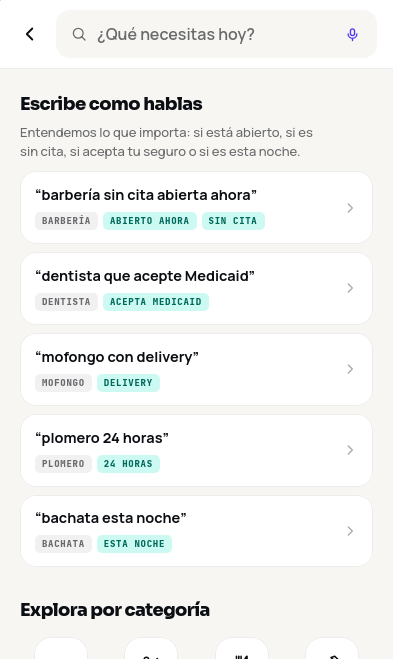 ¿Qué necesitas hoy?
Escribe como hablas
Entendemos lo que importa: si está abierto, si es
sin cita, si acepta tu seguro o si es esta noche.
“barbería sin cita abierta ahora”
BARBERÍA ABIERTO AHORA SIN CITA
“dentista que acepte Medicaid”
DENTISTA ACEPTA MEDICAID
“mofongo con delivery”
MOFONGO DELIVERY
“plomero 24 horas”
PLOMERO 24 HORAS
“bachata esta noche”
BACHATA ESTA NOCHE
Explora por categoría